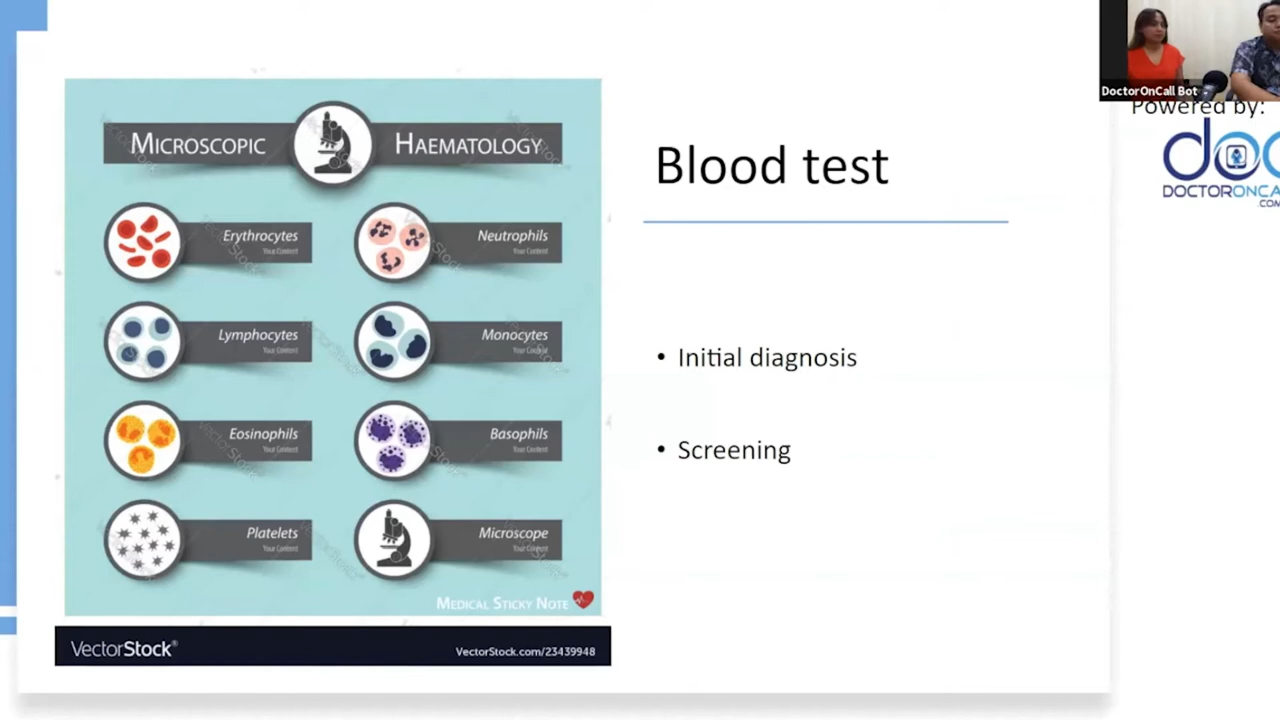 MICROSCOPIC HAEMATOLOGY
Erythrocytes
Your Content
Neutrophils
Your Content
Lymphocytes
Your Content
Monocytes
Your Content
Eosinophils
Your Content
Basophils
Your Content
Platelets
Your Content
Microscope
Your Content
MEDICAL STICKY NOTE
VectorStock®
VectorStock.com/23439948
Blood test
• Initial diagnosis
• Screening
DoctorOnCall Bot
Powered by:
doc
DOCTORONCA
.COM